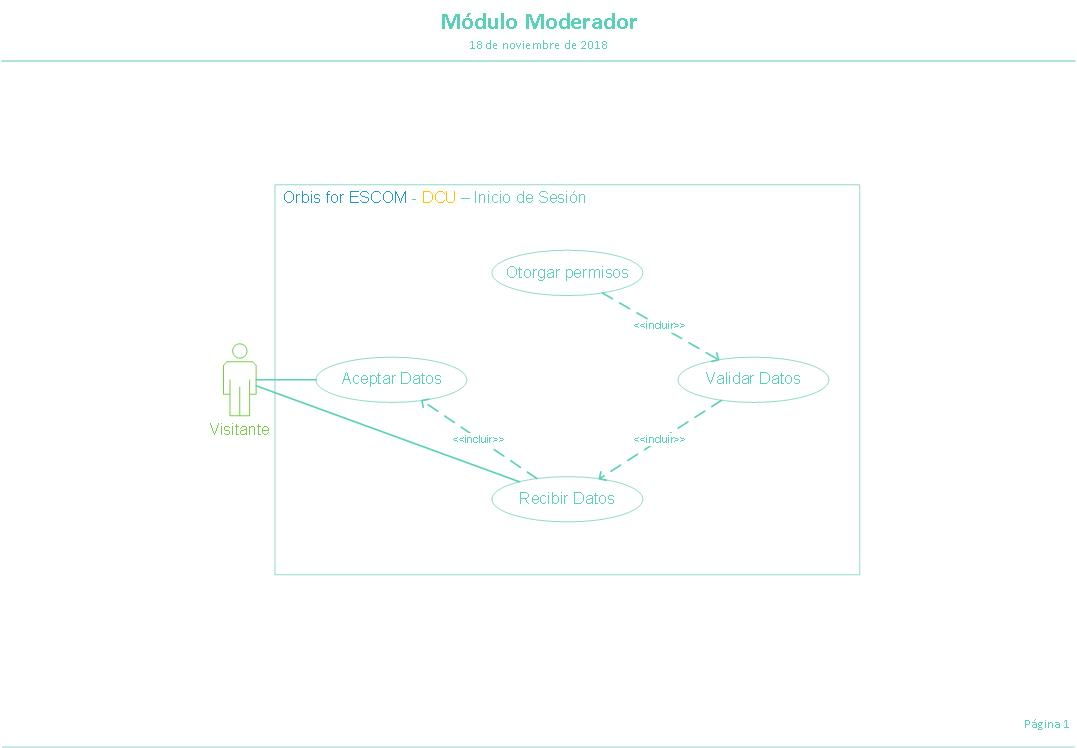 Módulo Moderador
18 de noviembre de 2018
Orbis for ESCOM - DCU – Inicio de Sesión
Otorgar permisos
<<incluir>>
Aceptar Datos
Validar Datos
Visitante
<<incluir>>
<<incluir>>
Recibir Datos
Página 1